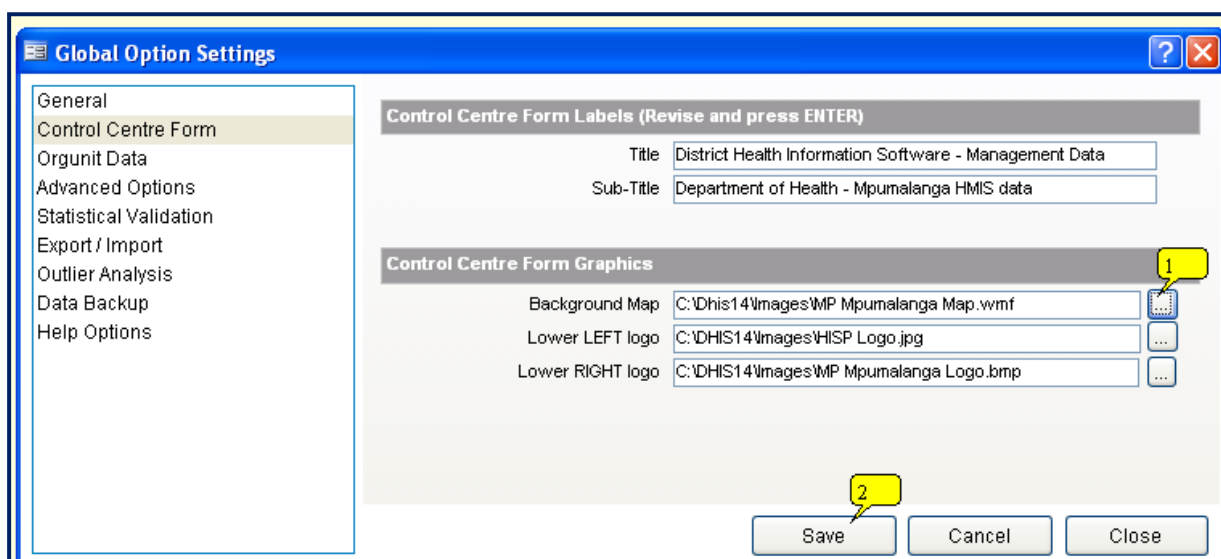 Global Option Settings
General
Control Centre Form
Orgunit Data
Advanced Options
Statistical Validation
Export / Import
Outlier Analysis
Data Backup
Help Options
Control Centre Form Labels (Revise and press ENTER)
Title District Health Information Software - Management Data
Sub-Title Department of Health - Mpumalanga HMIS data
Control Centre Form Graphics
1
Background Map C:\Dhis14\Images\MP Mpumalanga Map.wmf ...
Lower LEFT logo C:\DHIS14\Images\HISP Logo.jpg ...
Lower RIGHT logo C:\DHIS14\Images\MP Mpumalanga Logo.bmp ...
2
Save Cancel Close